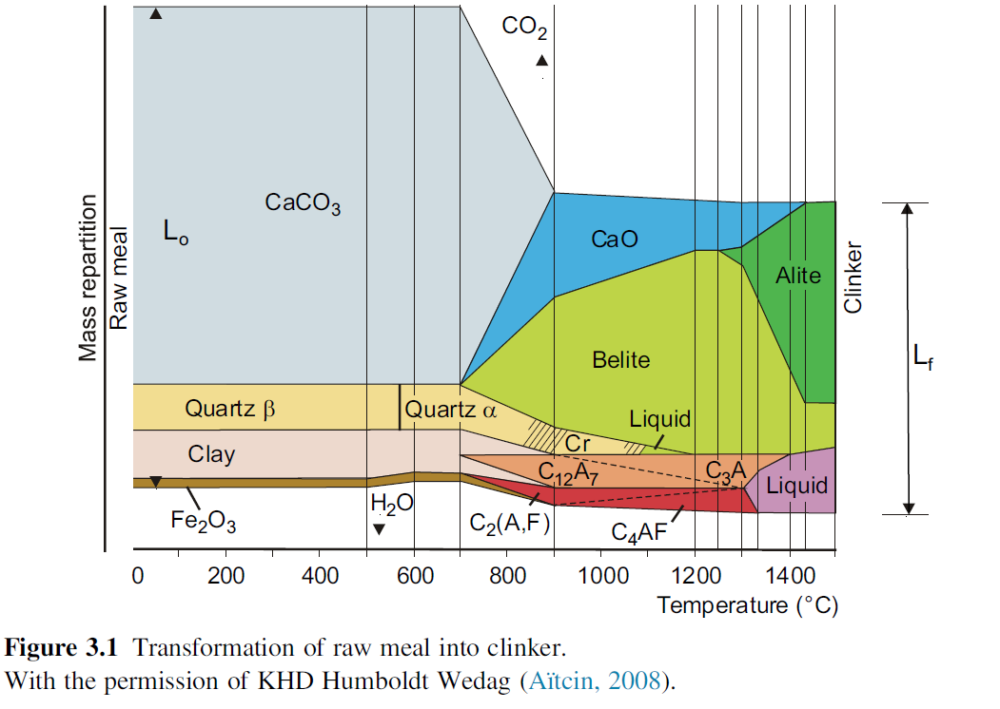 CO2
CaCO3
Lo
Mass repartition
Raw meal
CaO
Alite
Clinker
Belite
Lf
Quartz β
Quartz α
Liquid
Cr
Clay
C12A7
C3A
Liquid
H2O
Fe2O3
C2(A,F)
C4AF
0 200 400 600 800 1000 1200 1400
Temperature (°C)
Figure 3.1 Transformation of raw meal into clinker.
With the permission of KHD Humboldt Wedag (Aïtcin, 2008).